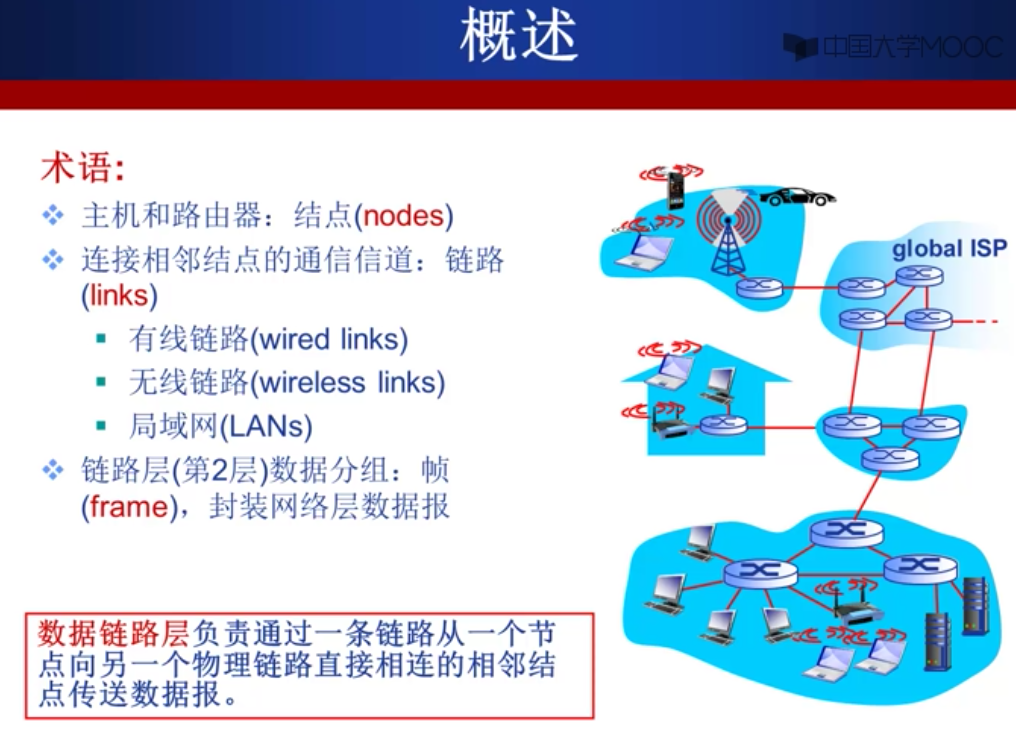 概述
中国大学MOOC
术语:
主机和路由器：结点(nodes)
连接相邻结点的通信信道：链路
(links)
有线链路(wired links)
无线链路(wireless links)
局域网(LANs)
链路层(第2层)数据分组：帧
(frame)，封装网络层数据报
数据链路层负责通过一条链路从一个节
点向另一个物理链路直接相连的相邻结
点传送数据报。
global ISP